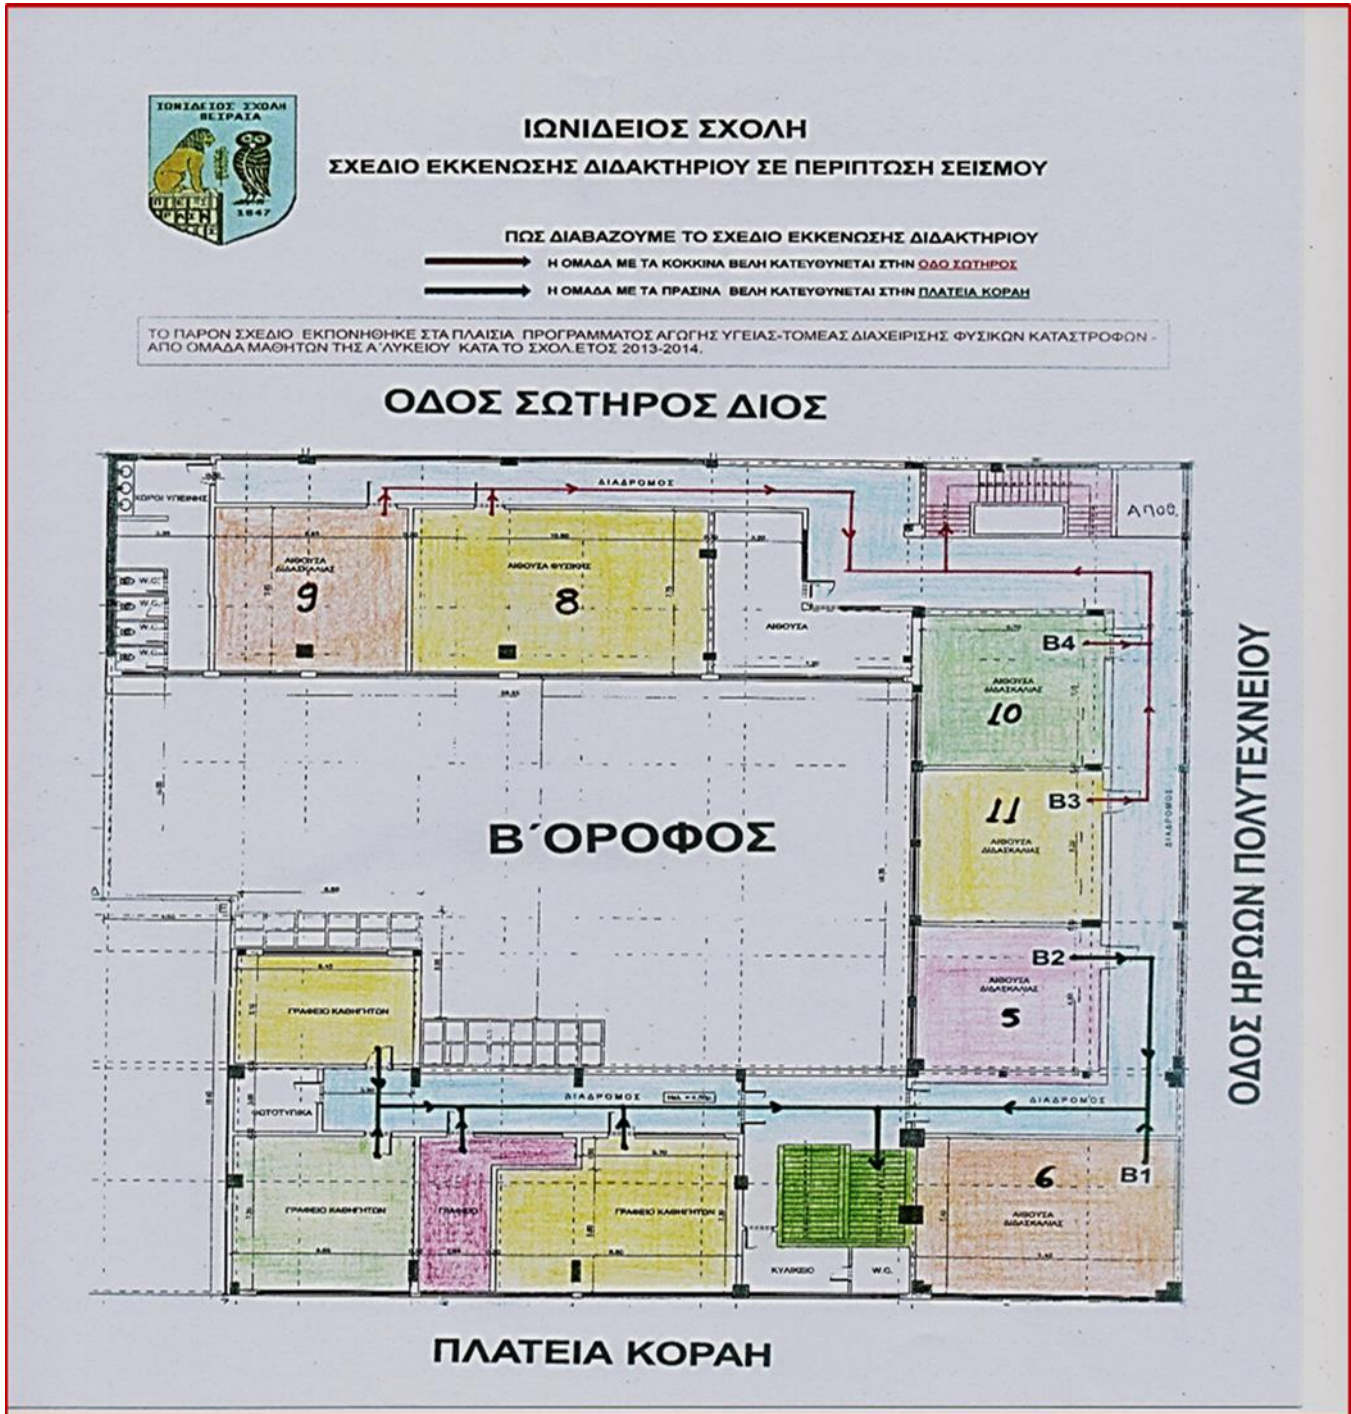 ΙΩΝΙΔΕΙΟΣ ΣΧΟΛΗ
ΠΕΙΡΑΙΑ
1847
ΙΩΝΙΔΕΙΟΣ ΣΧΟΛΗ
ΣΧΕΔΙΟ ΕΚΚΕΝΩΣΗΣ ΔΙΔΑΚΤΗΡΙΟΥ ΣΕ ΠΕΡΙΠΤΩΣΗ ΣΕΙΣΜΟΥ
ΠΩΣ ΔΙΑΒΑΖΟΥΜΕ ΤΟ ΣΧΕΔΙΟ ΕΚΚΕΝΩΣΗΣ ΔΙΔΑΚΤΗΡΙΟΥ
Η ΟΜΑΔΑ ΜΕ ΤΑ ΚΟΚΚΙΝΑ ΒΕΛΗ ΚΑΤΕΥΘΥΝΕΤΑΙ ΣΤΗΝ ΟΔΟ ΣΩΤΗΡΟΣ
Η ΟΜΑΔΑ ΜΕ ΤΑ ΠΡΑΣΙΝΑ ΒΕΛΗ ΚΑΤΕΥΘΥΝΕΤΑΙ ΣΤΗΝ ΠΛΑΤΕΙΑ ΚΟΡΑΗ
ΤΟ ΠΑΡΟΝ ΣΧΕΔΙΟ ΕΚΠΟΝΗΘΗΚΕ ΣΤΑ ΠΛΑΙΣΙΑ ΠΡΟΓΡΑΜΜΑΤΟΣ ΑΓΩΓΗΣ ΥΓΕΙΑΣ-ΤΟΜΕΑΣ ΔΙΑΧΕΙΡΙΣΗΣ ΦΥΣΙΚΩΝ ΚΑΤΑΣΤΡΟΦΩΝ -
ΑΠΟ ΟΜΑΔΑ ΜΑΘΗΤΩΝ ΤΗΣ Α΄ΛΥΚΕΙΟΥ ΚΑΤΑ ΤΟ ΣΧΟΛ.ΕΤΟΣ 2013-2014.
ΟΔΟΣ ΣΩΤΗΡΟΣ ΔΙΟΣ
ΧΩΡΟΙ ΥΓΙΕΙΝΗΣ
ΔΙΑΔΡΟΜΟΣ
ΑΠΟΘ.
ΑΙΘΟΥΣΑ
ΔΙΔΑΣΚΑΛΙΑΣ
9
ΑΙΘΟΥΣΑ ΦΥΣΙΚΗΣ
8
ΑΙΘΟΥΣΑ
W.C.
W.C.
W.C.
W.C.
B4
ΑΙΘΟΥΣΑ
ΔΙΔΑΣΚΑΛΙΑΣ
10
B3
11
ΑΙΘΟΥΣΑ
ΔΙΔΑΣΚΑΛΙΑΣ
ΔΙΑΔΡΟΜΟΣ
ΟΔΟΣ ΗΡΩΩΝ ΠΟΛΥΤΕΧΝΕΙΟΥ
Β΄ΟΡΟΦΟΣ
B2
ΑΙΘΟΥΣΑ
ΔΙΔΑΣΚΑΛΙΑΣ
5
ΓΡΑΦΕΙΟ ΚΑΘΗΓΗΤΩΝ
ΦΩΤΟΤΥΠΙΚΑ
ΔΙΑΔΡΟΜΟΣ
ΔΙΑΔΡΟΜΟΣ
B1
6
ΑΙΘΟΥΣΑ
ΔΙΔΑΣΚΑΛΙΑΣ
ΓΡΑΦΕΙΟ ΚΑΘΗΓΗΤΩΝ
ΓΡΑΦΕΙΟ
ΓΡΑΦΕΙΟ ΚΑΘΗΓΗΤΩΝ
ΚΥΛΙΚΕΙΟ
W.C.
ΠΛΑΤΕΙΑ ΚΟΡΑΗ